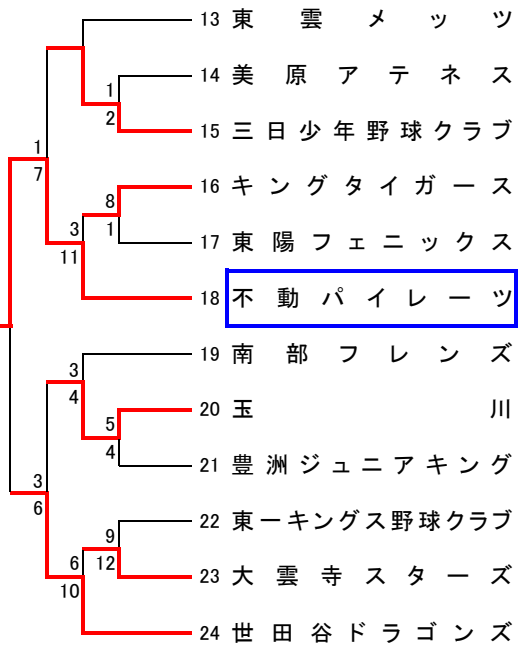 13 東雲メッツ
14 美原アテネス
1
2
15 三日少年野球クラブ
1
7
16 キングタイガース
8
1
17 東陽フェニックス
3
11
18 不動パイレーツ
19 南部フレンズ
3
4
20 玉川
5
4
21 豊洲ジュニアキング
3
6
22 東一キングス野球クラブ
9
12
23 大雲寺スターズ
6
10
24 世田谷ドラゴンズ